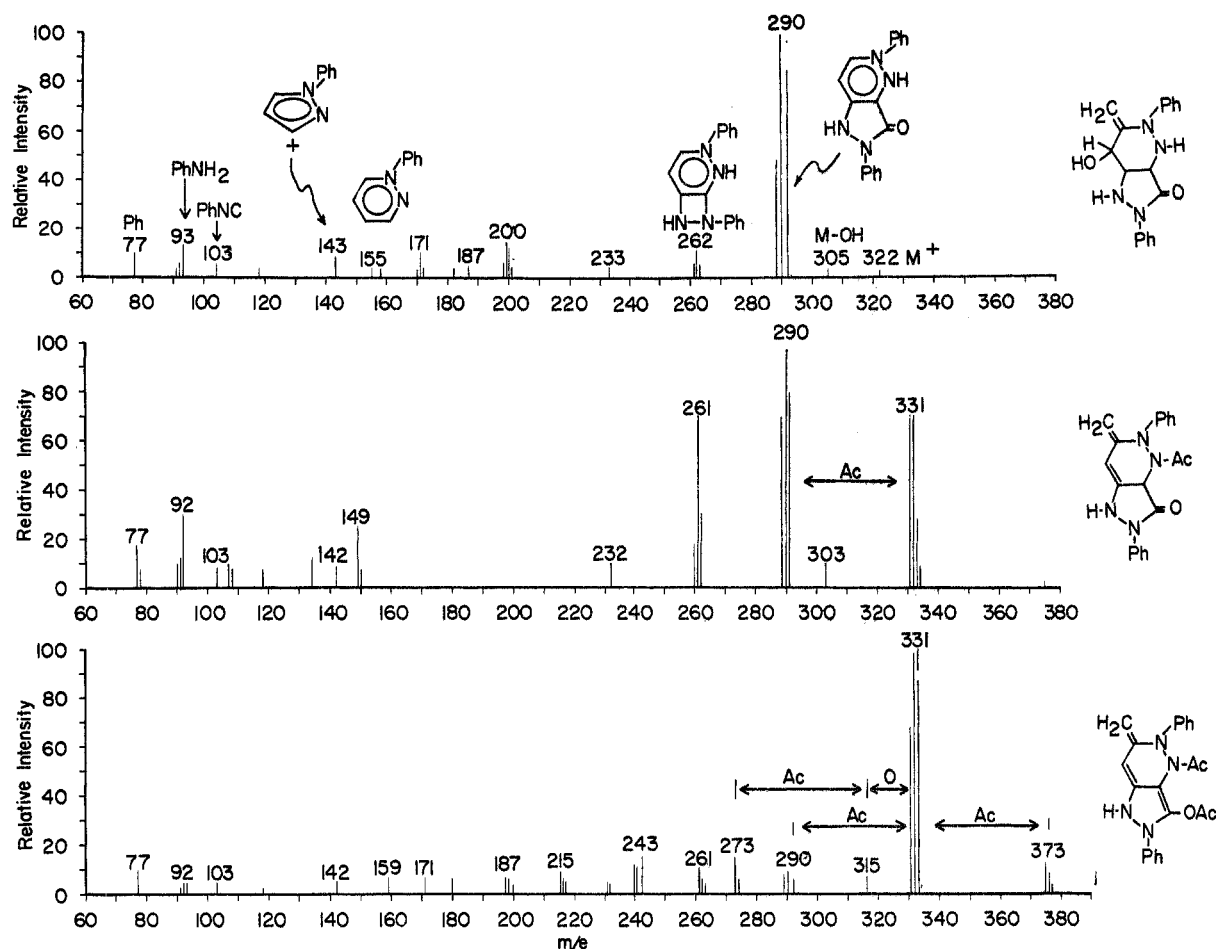 Relative Intensity
100
80
60
40
20
0
Ph
77
PhNH2
93
PhNC
103
Ph
N
N
+
143
Ph
N
N
155
171
187
200
233
Ph
N
NH
HN
N-Ph
262
290
Ph
N
NH
HN
N
O
Ph
M-OH
305
322 M+
H2C
Ph
N
H
HO
N-H
H-N
N
O
Ph
60 80 100 120 140 160 180 200 220 240 260 280 300 320 340 360 380
Relative Intensity
100
80
60
40
20
0
77
92
103
142
149
232
261
290
Ac
303
331
H2C
Ph
N
N-Ac
H-N
N
O
Ph
60 80 100 120 140 160 180 200 220 240 260 280 300 320 340 360 380
Relative Intensity
100
80
60
40
20
0
77
92
103
142
159
171
187
215
243
261
273
290
315
331
373
Ac
O
Ac
Ac
H2C
Ph
N
N-Ac
H-N
N
OAc
Ph
60 80 100 120 140 160 180 200 220 240 260 280 300 320 340 360 380
m/e